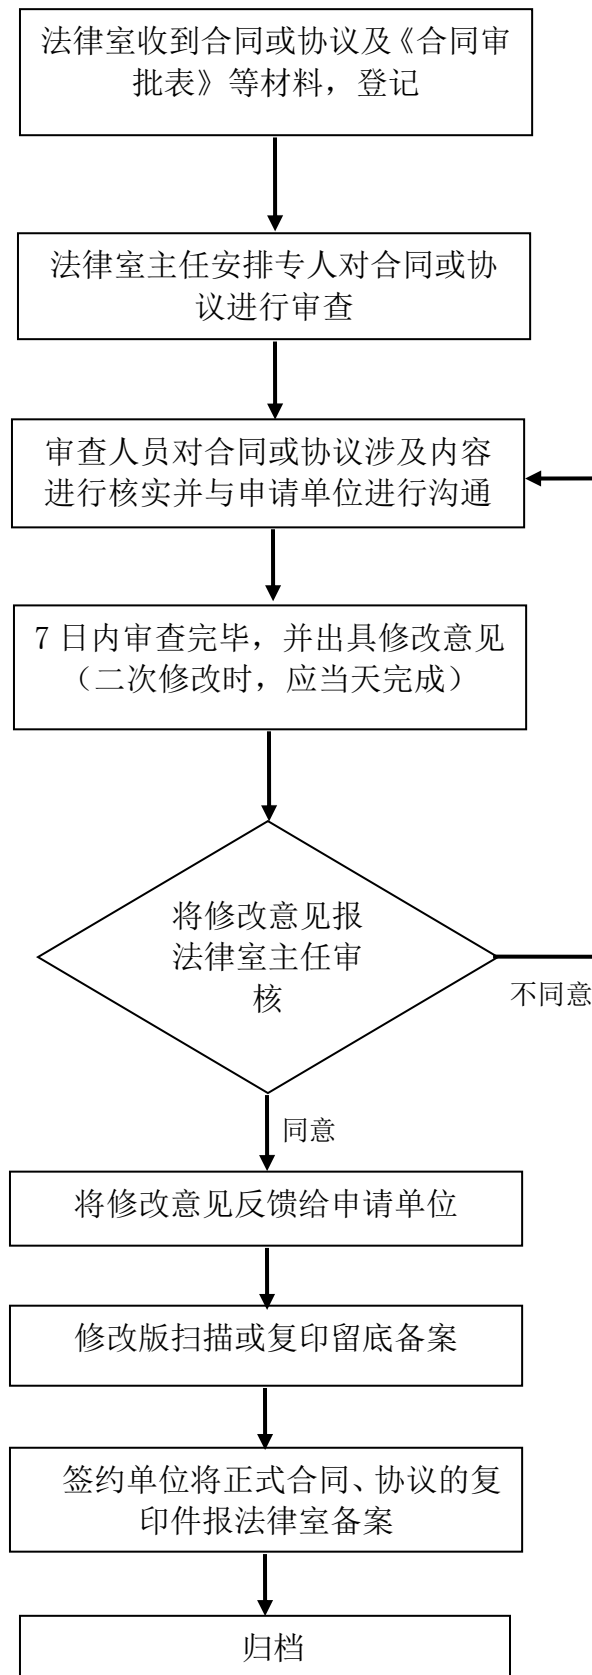 法律室收到合同或协议及《合同审
批表》等材料，登记
法律室主任安排专人对合同或协
议进行审查
审查人员对合同或协议涉及内容
进行核实并与申请单位进行沟通
7 日内审查完毕，并出具修改意见
（二次修改时，应当天完成）
将修改意见报
法律室主任审
核
不同意
同意
将修改意见反馈给申请单位
修改版扫描或复印留底备案
签约单位将正式合同、协议的复
印件报法律室备案
归档